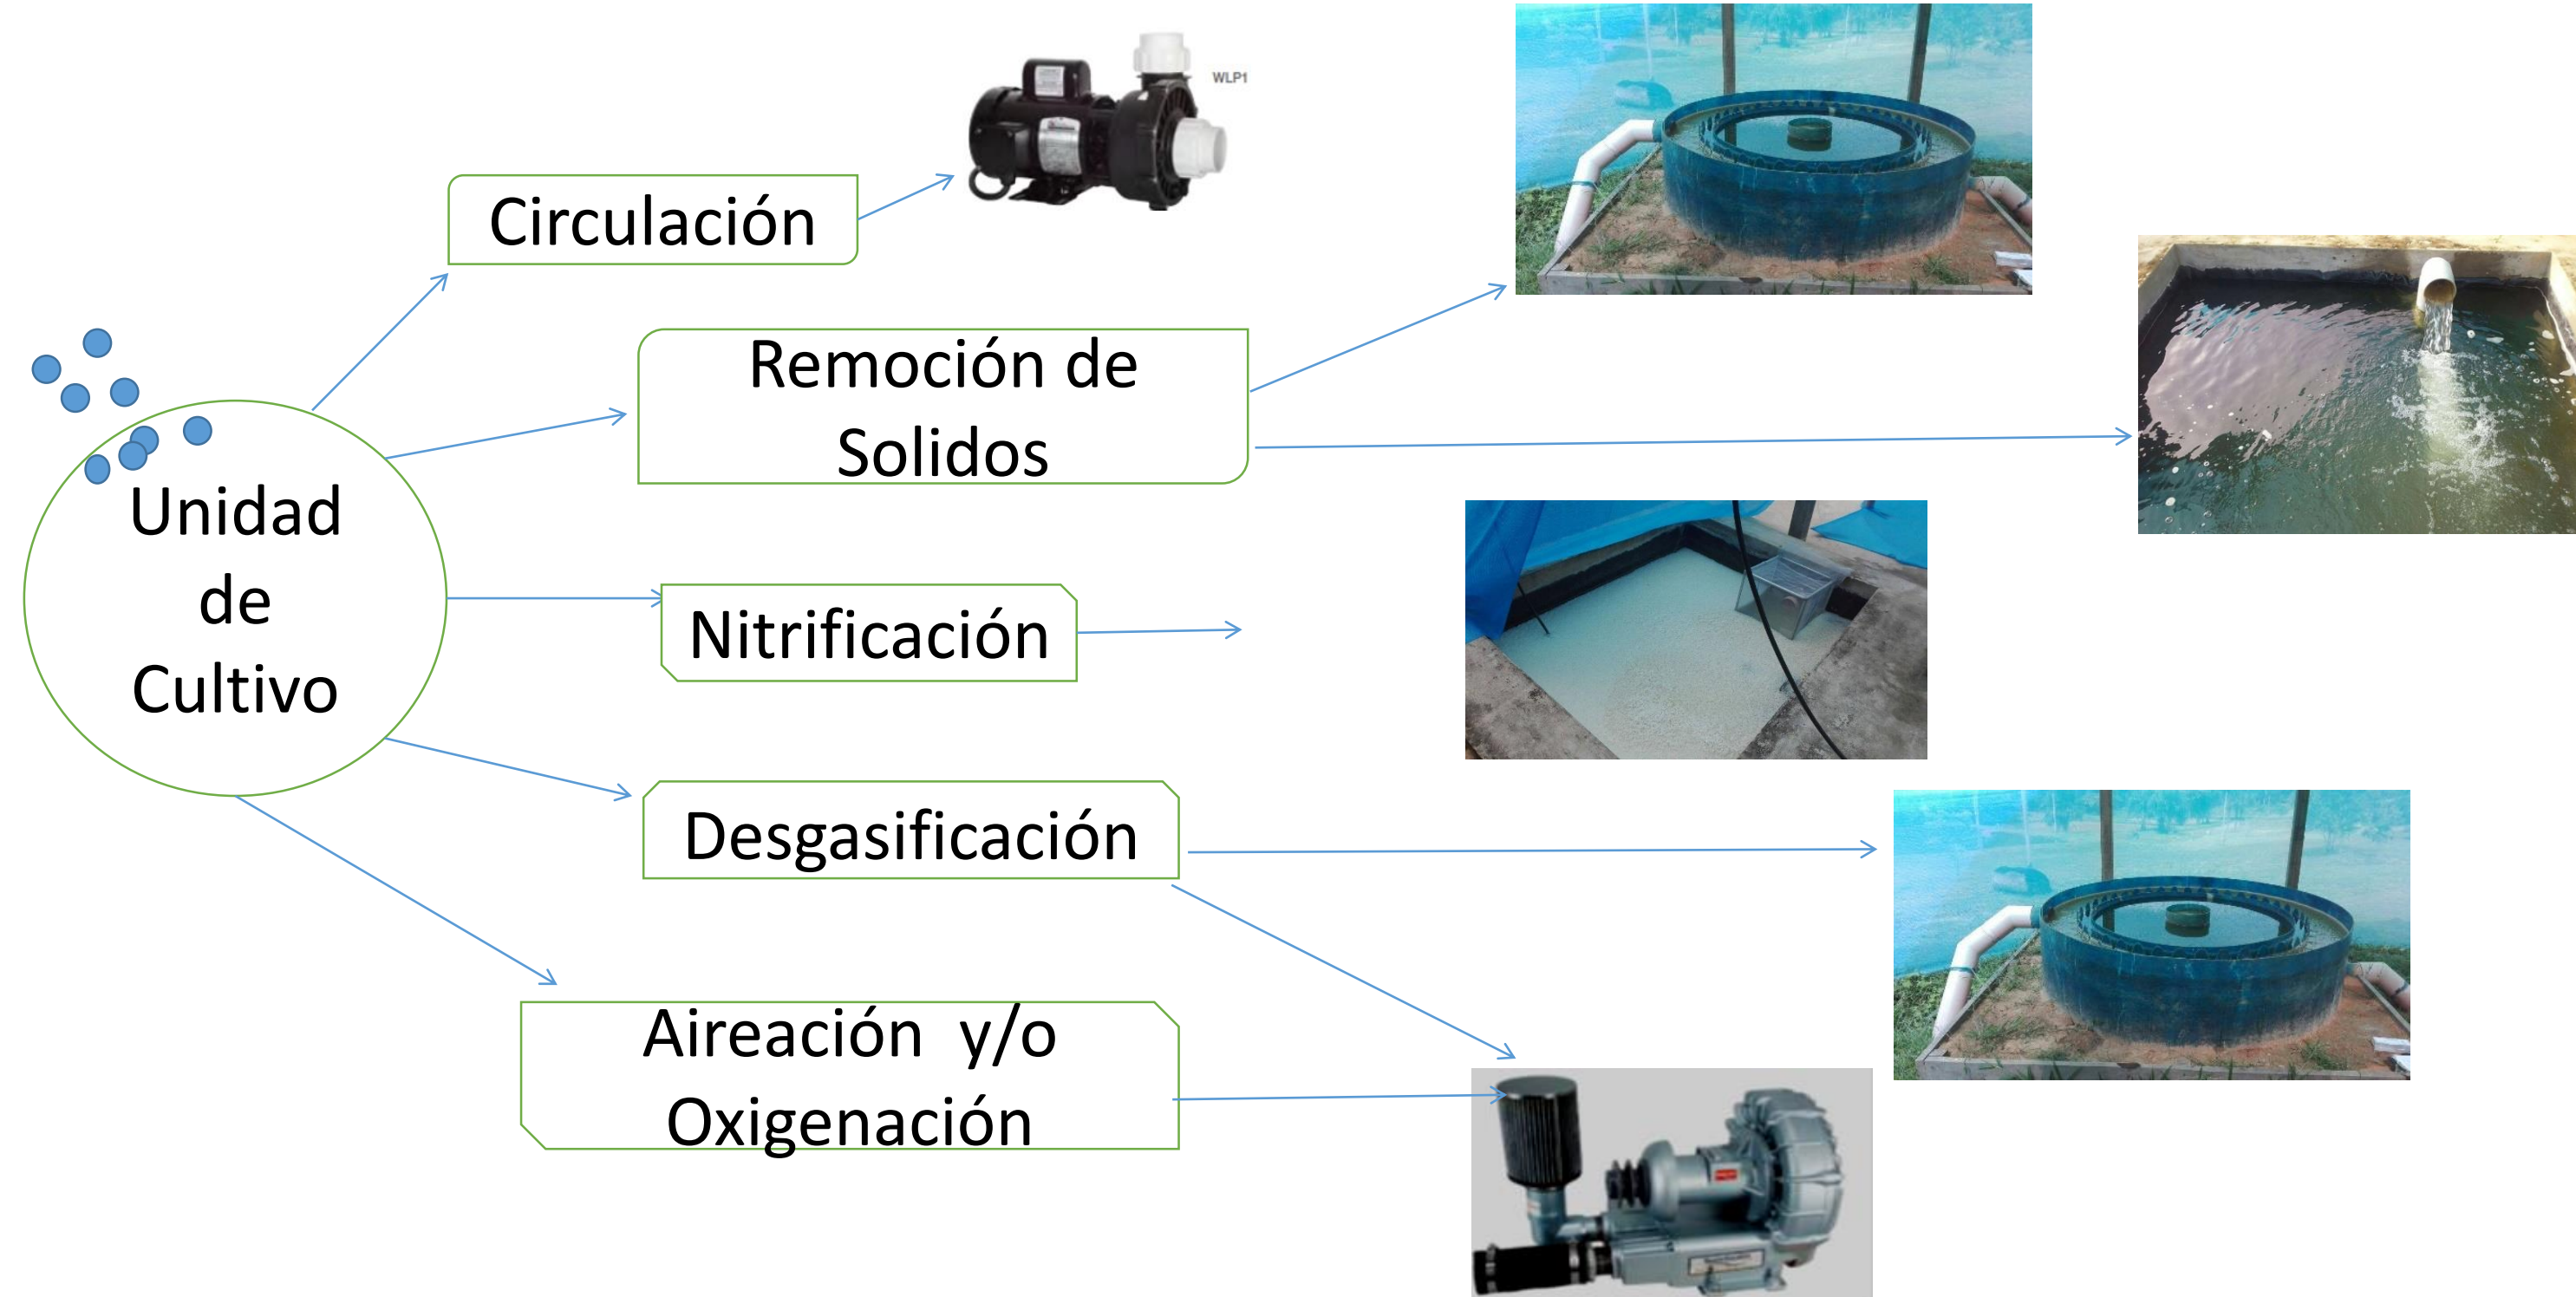 WLP1
Circulación
Remoción de
Solidos
Unidad
de
Cultivo
Nitrificación
Desgasificación
Aireación y/o
Oxigenación